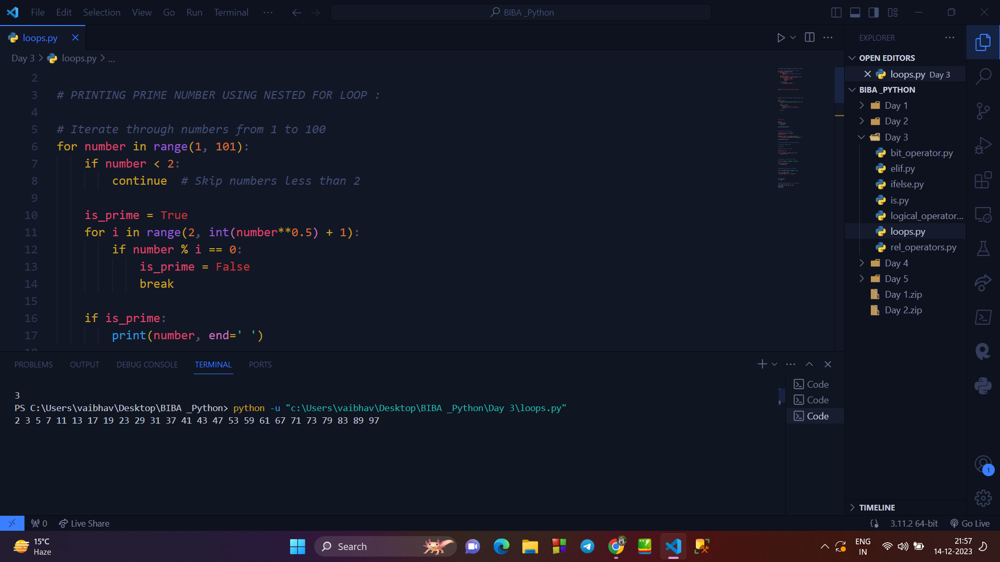 File Edit Selection View Go Run Terminal ··· BIBA _Python
loops.py
EXPLORER
Day 3 > loops.py > ...
OPEN EDITORS
loops.py Day 3
BIBA _PYTHON
Day 1
Day 2
Day 3
bit_operator.py
elif.py
ifelse.py
is.py
logical_operator...
loops.py
rel_operators.py
Day 4
Day 5
Day 1.zip
Day 2.zip
TIMELINE
2
3 # PRINTING PRIME NUMBER USING NESTED FOR LOOP :
4
5 # Iterate through numbers from 1 to 100
6 for number in range(1, 101):
7     if number < 2:
8         continue  # Skip numbers less than 2
9
10     is_prime = True
11     for i in range(2, int(number**0.5) + 1):
12         if number % i == 0:
13             is_prime = False
14             break
15
16     if is_prime:
17         print(number, end=' ')
PROBLEMS OUTPUT DEBUG CONSOLE TERMINAL PORTS
Code
Code
Code
3
PS C:\Users\vaibhav\Desktop\BIBA _Python> python -u "c:\Users\vaibhav\Desktop\BIBA _Python\Day 3\loops.py"
2 3 5 7 11 13 17 19 23 29 31 37 41 43 47 53 59 61 67 71 73 79 83 89 97
1
0 Live Share 3.11.2 64-bit Go Live
15°C
Haze
Search
ENG
IN
21:57
14-12-2023